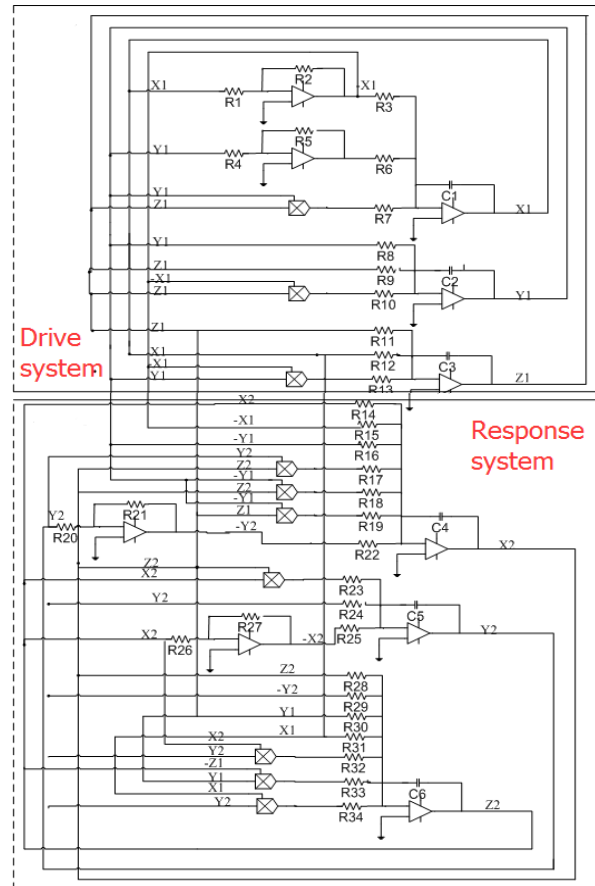 R2
X1 -X1
R1 R3
R5
Y1
R4 R6
Y1 C1
Z1 R7 X1
Y1 R8
Z1 R9 C2
-X1
Z1 R10 Y1
Z1 R11
Drive system
X1 R12 C3
-X1
Y1 R13 Z1
X2 R14
-X1 R15
Response system
-Y1 R16
Y2
Z2 R17
-Y1
Z2 R18
-Y1
Z1 R19
Y2 R21 C4
R20 -Y2 R22 X2
Z2
X2 R23
Y2 R24 C5
X2 R27 R25 Y2
R26 -X2
Z2 R28
-Y2 R29
Y1 R30
X1 R31
X2
Y2 R32
-Z1
Y1 R33 C6
X1
Y2 R34 Z2